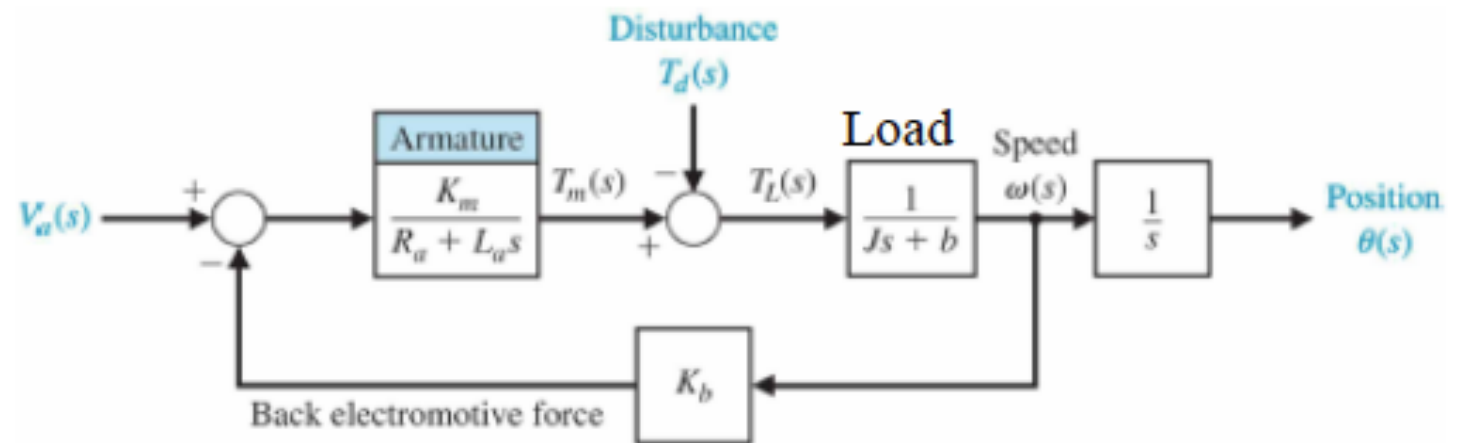 Disturbance
T_d(s)
Load
Armature
Speed
+
T_m(s)
−
T_L(s)
ω(s)
V_a(s)
K_m
R_a + L_a s
1
Js + b
1
s
Position
θ(s)
−
+
K_b
Back electromotive force